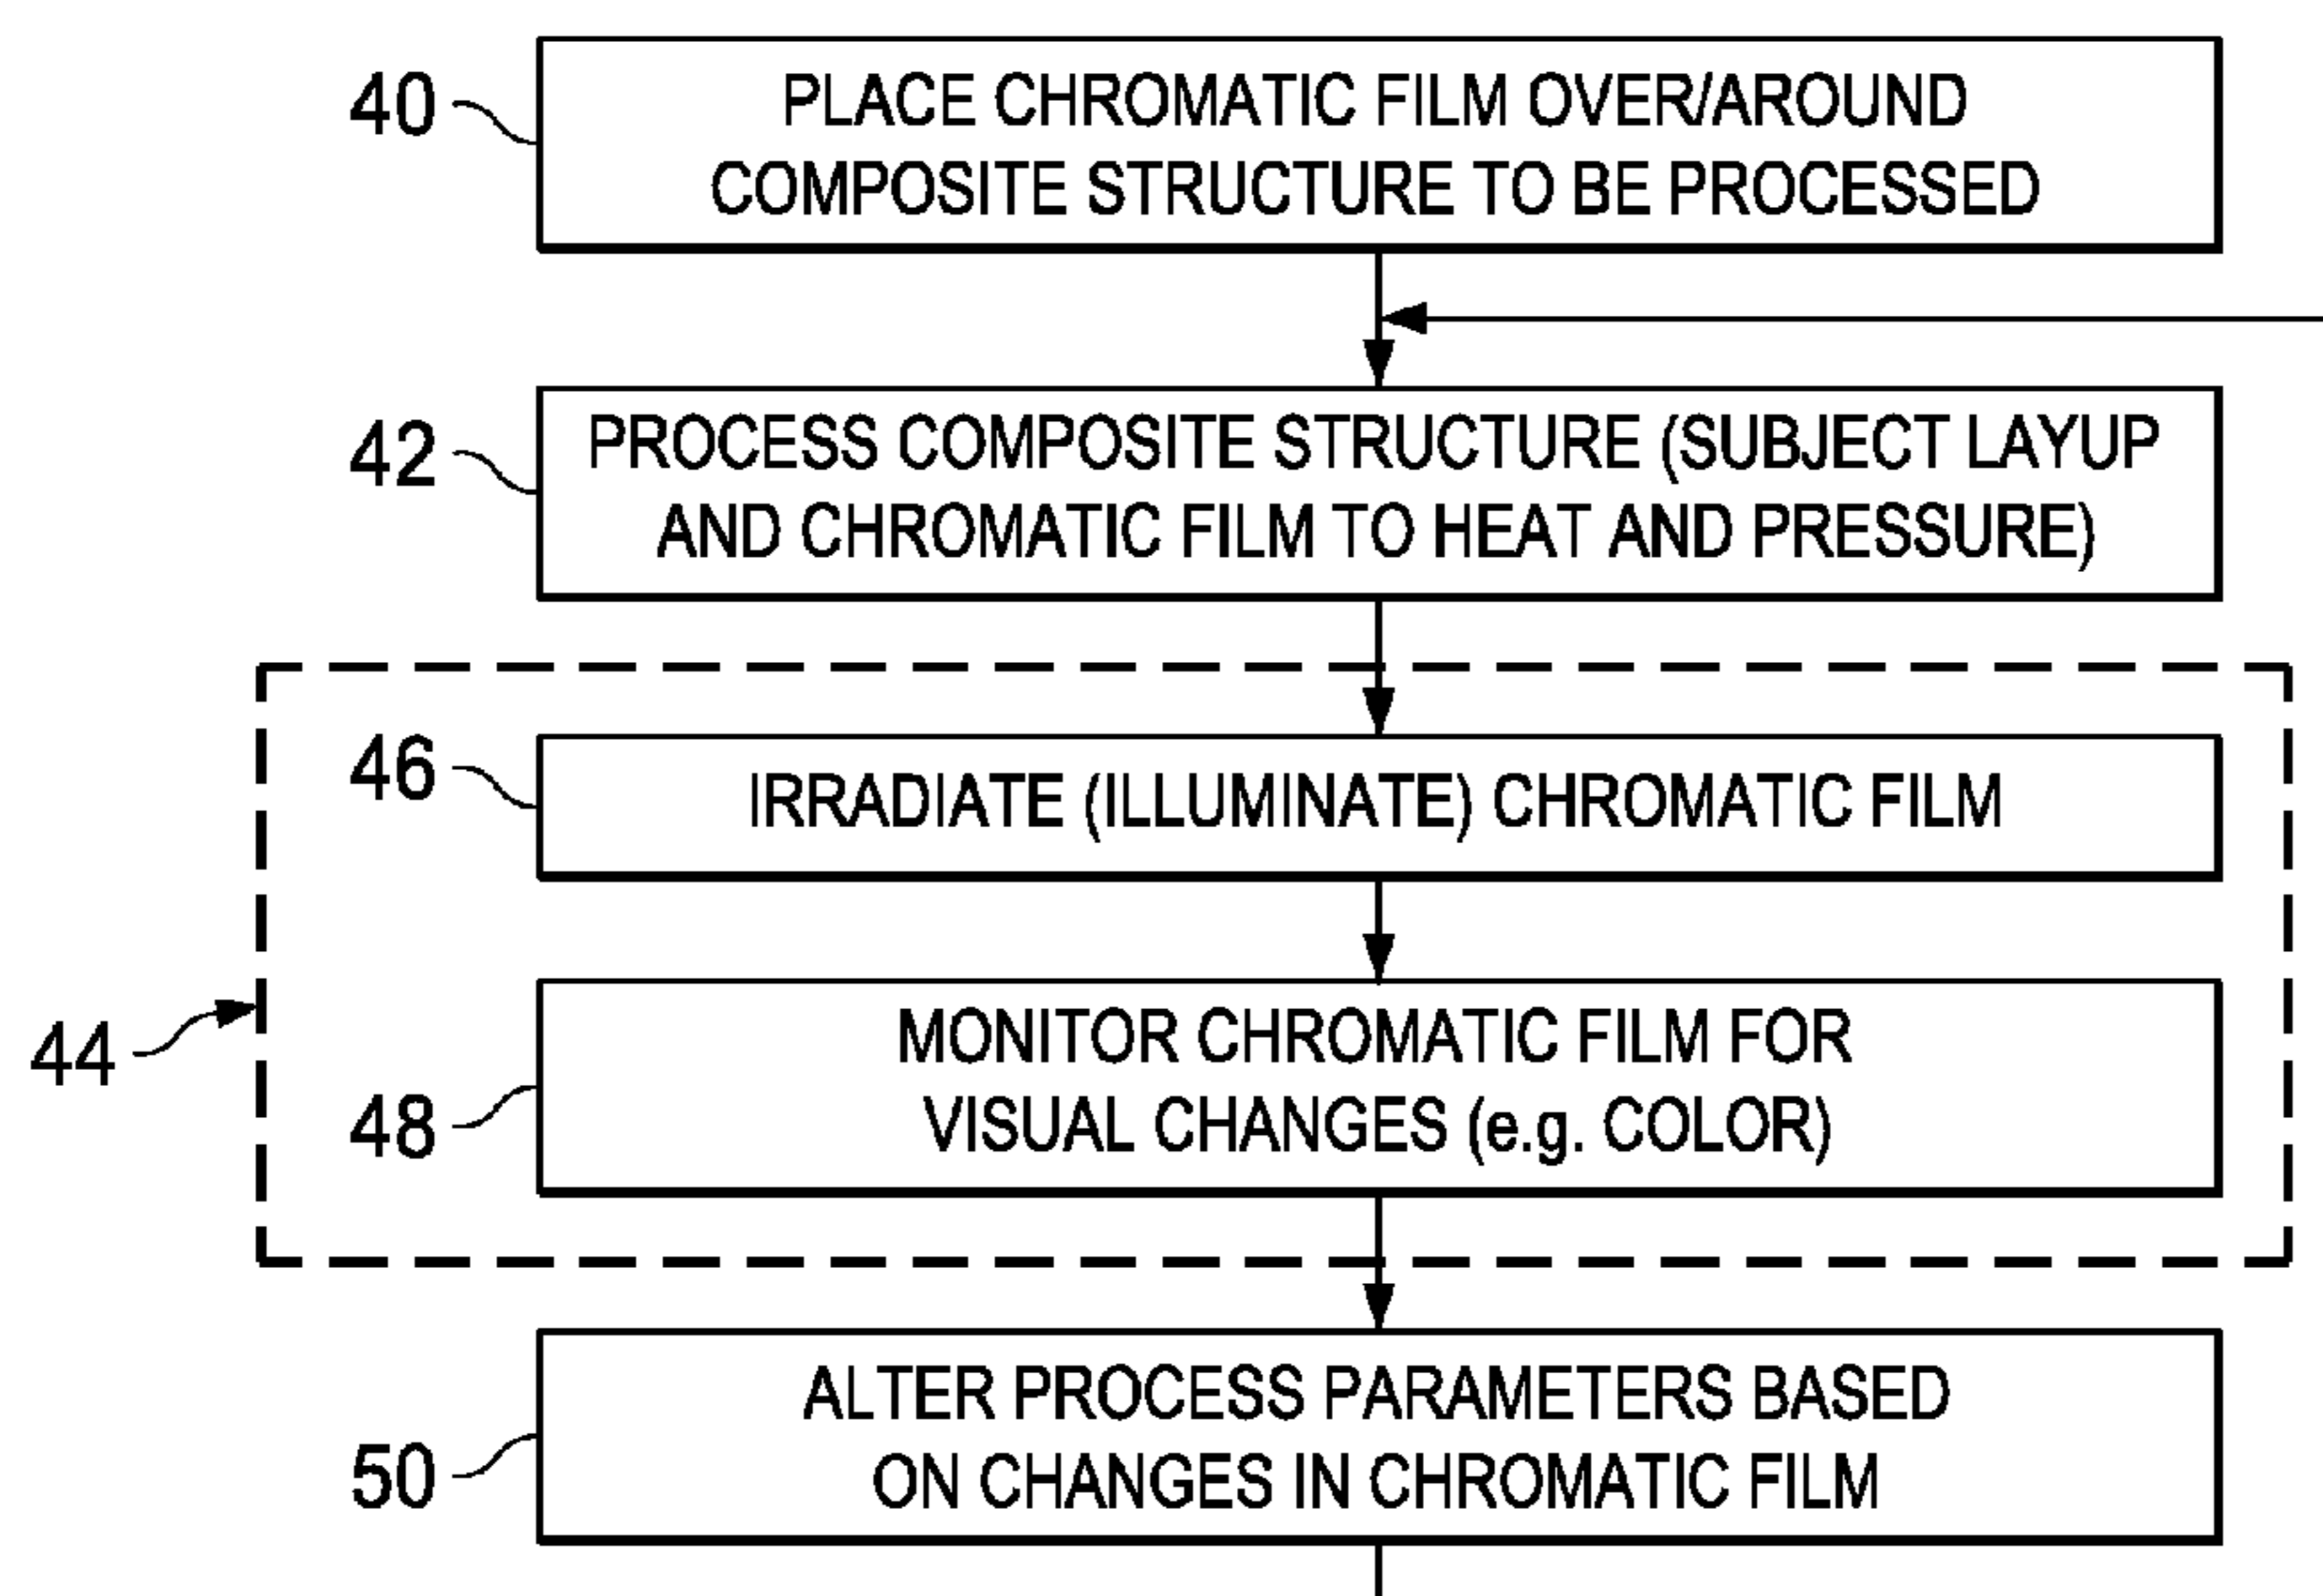 40
PLACE CHROMATIC FILM OVER/AROUND
COMPOSITE STRUCTURE TO BE PROCESSED
42
PROCESS COMPOSITE STRUCTURE (SUBJECT LAYUP
AND CHROMATIC FILM TO HEAT AND PRESSURE)
44
46
IRRADIATE (ILLUMINATE) CHROMATIC FILM
48
MONITOR CHROMATIC FILM FOR
VISUAL CHANGES (e.g. COLOR)
50
ALTER PROCESS PARAMETERS BASED
ON CHANGES IN CHROMATIC FILM